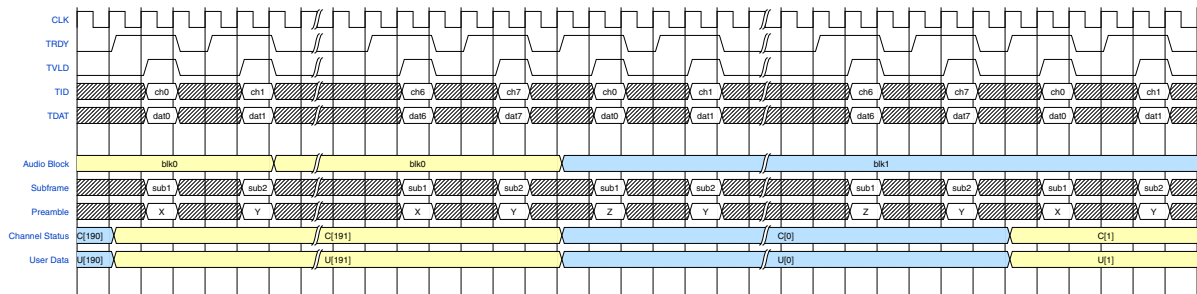 CLK
TRDY
TVLD
TID ch0 ch1 ch6 ch7 ch0 ch1 ch6 ch7 ch0 ch1
TDAT dat0 dat1 dat6 dat7 dat0 dat1 dat6 dat7 dat0 dat1
Audio Block blk0 blk0 blk1
Subframe sub1 sub2 sub1 sub2 sub1 sub2 sub1 sub2 sub1 sub2
Preamble X Y X Y Z Y Z Y X Y
Channel Status C[190] C[191] C[0] C[1]
User Data U[190] U[191] U[0] U[1]